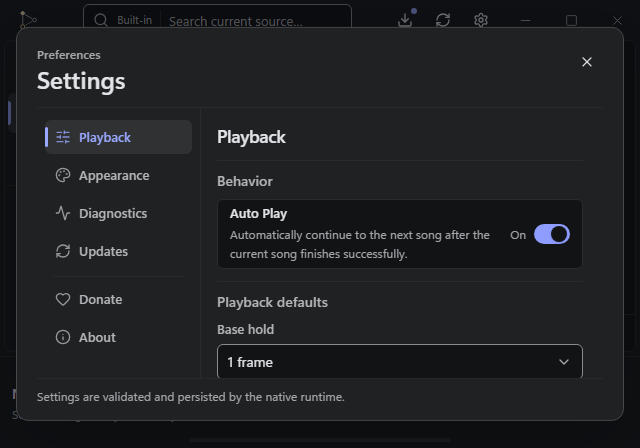 Built-in
Search current source...
Preferences
Settings
Playback
Appearance
Diagnostics
Updates
Donate
About
Playback
Behavior
Auto Play
Automatically continue to the next song after the
current song finishes successfully.
On
Playback defaults
Base hold
1 frame
Settings are validated and persisted by the native runtime.